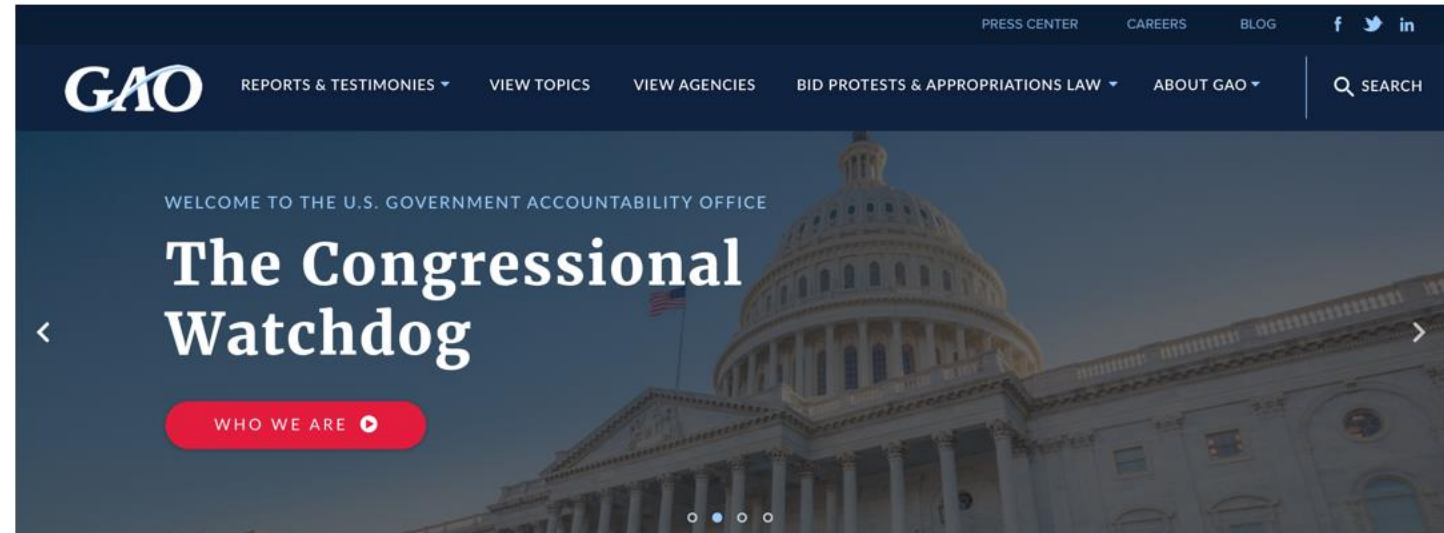 PRESS CENTER CAREERS BLOG f in
GAO REPORTS & TESTIMONIES VIEW TOPICS VIEW AGENCIES BID PROTESTS & APPROPRIATIONS LAW ABOUT GAO SEARCH
WELCOME TO THE U.S. GOVERNMENT ACCOUNTABILITY OFFICE
The Congressional
Watchdog
WHO WE ARE